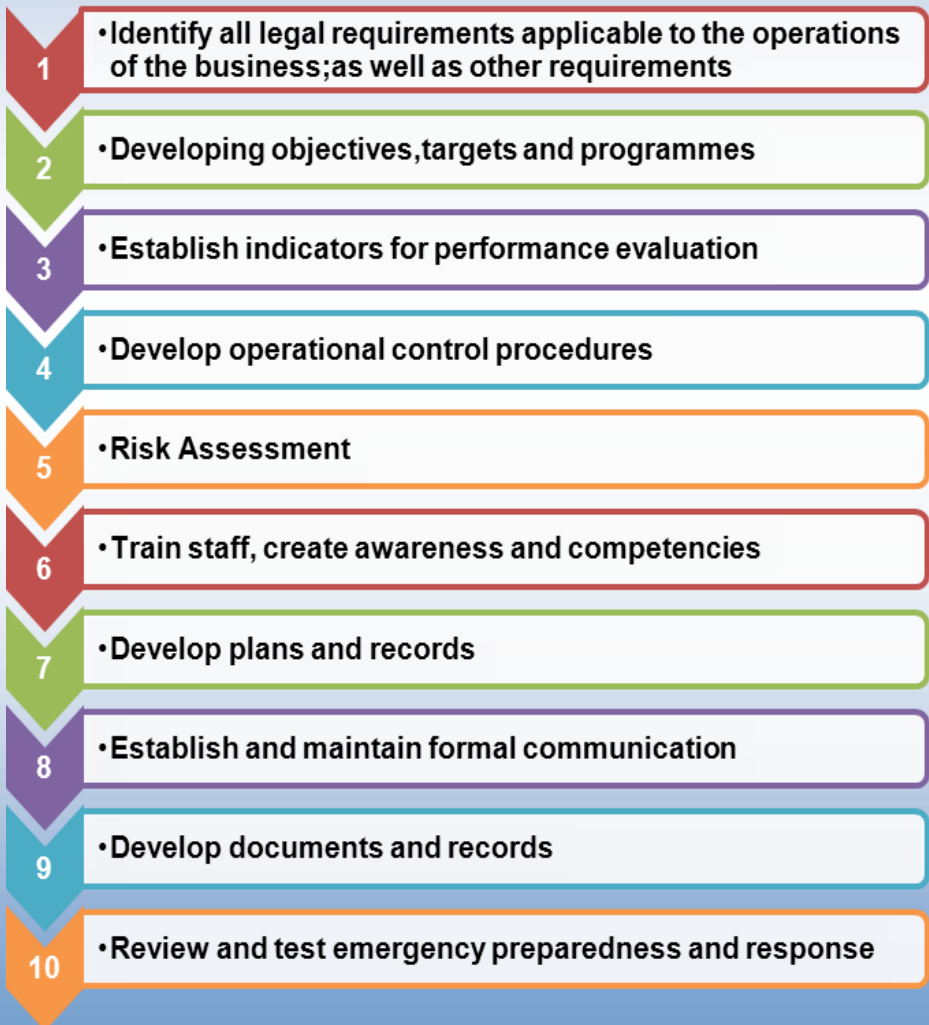 1
•Identify all legal requirements applicable to the operations
of the business;as well as other requirements
2
•Developing objectives,targets and programmes
3
•Establish indicators for performance evaluation
4
•Develop operational control procedures
5
•Risk Assessment
6
•Train staff, create awareness and competencies
7
•Develop plans and records
8
•Establish and maintain formal communication
9
•Develop documents and records
10
•Review and test emergency preparedness and response